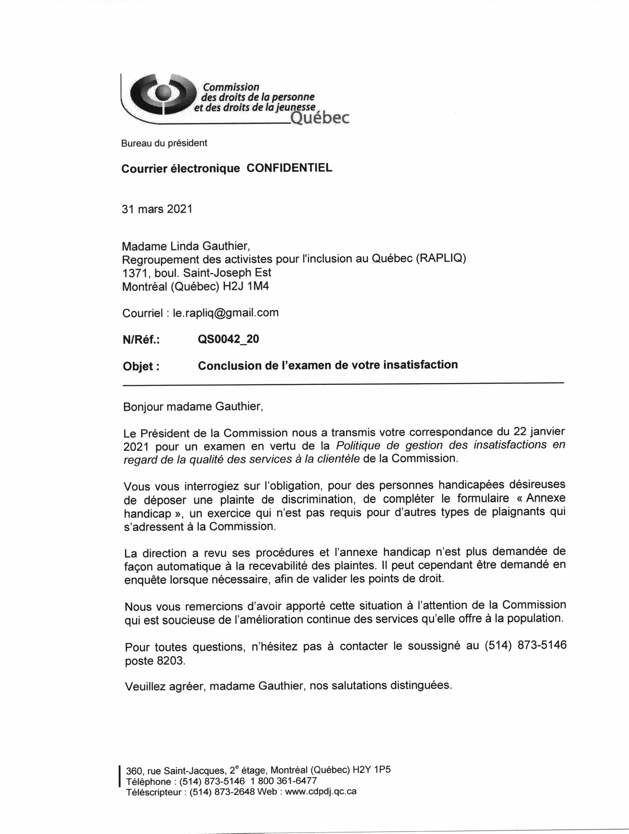 Commission
des droits de la personne
et des droits de la jeunesse
Québec
Bureau du président
Courrier électronique CONFIDENTIEL
31 mars 2021
Madame Linda Gauthier,
Regroupement des activistes pour l'inclusion au Québec (RAPLIQ)
1371, boul. Saint-Joseph Est
Montréal (Québec) H2J 1M4
Courriel : le.rapliq@gmail.com
N/Réf.: QS0042_20
Objet : Conclusion de l'examen de votre insatisfaction
Bonjour madame Gauthier,
Le Président de la Commission nous a transmis votre correspondance du 22 janvier
2021 pour un examen en vertu de la Politique de gestion des insatisfactions en
regard de la qualité des services à la clientèle de la Commission.
Vous vous interrogiez sur l'obligation, pour des personnes handicapées désireuses
de déposer une plainte de discrimination, de compléter le formulaire « Annexe
handicap », un exercice qui n'est pas requis pour d'autres types de plaignants qui
s'adressent à la Commission.
La direction a revu ses procédures et l'annexe handicap n'est plus demandée de
façon automatique à la recevabilité des plaintes. Il peut cependant être demandé en
enquête lorsque nécessaire, afin de valider les points de droit.
Nous vous remercions d'avoir apporté cette situation à l'attention de la Commission
qui est soucieuse de l'amélioration continue des services qu'elle offre à la population.
Pour toutes questions, n'hésitez pas à contacter le soussigné au (514) 873-5146
poste 8203.
Veuillez agréer, madame Gauthier, nos salutations distinguées.
360, rue Saint-Jacques, 2e étage, Montréal (Québec) H2Y 1P5
Téléphone : (514) 873-5146 1 800 361-6477
Téléscripteur : (514) 873-2648 Web : www.cdpdj.qc.ca